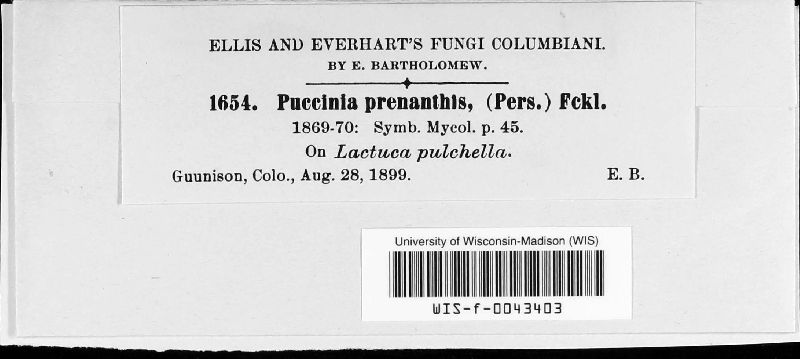 ELLIS AND EVERHART'S FUNGI COLUMBIANI.
BY E. BARTHOLOMEW.
1654. Puccinia prenanthis, (Pers.) Fckl.
1869-70: Symb. Mycol. p. 45.
On Lactuca pulchella.
Guunison, Colo., Aug. 28, 1899. E. B.
University of Wisconsin-Madison (WIS)
WIS-f-0043403